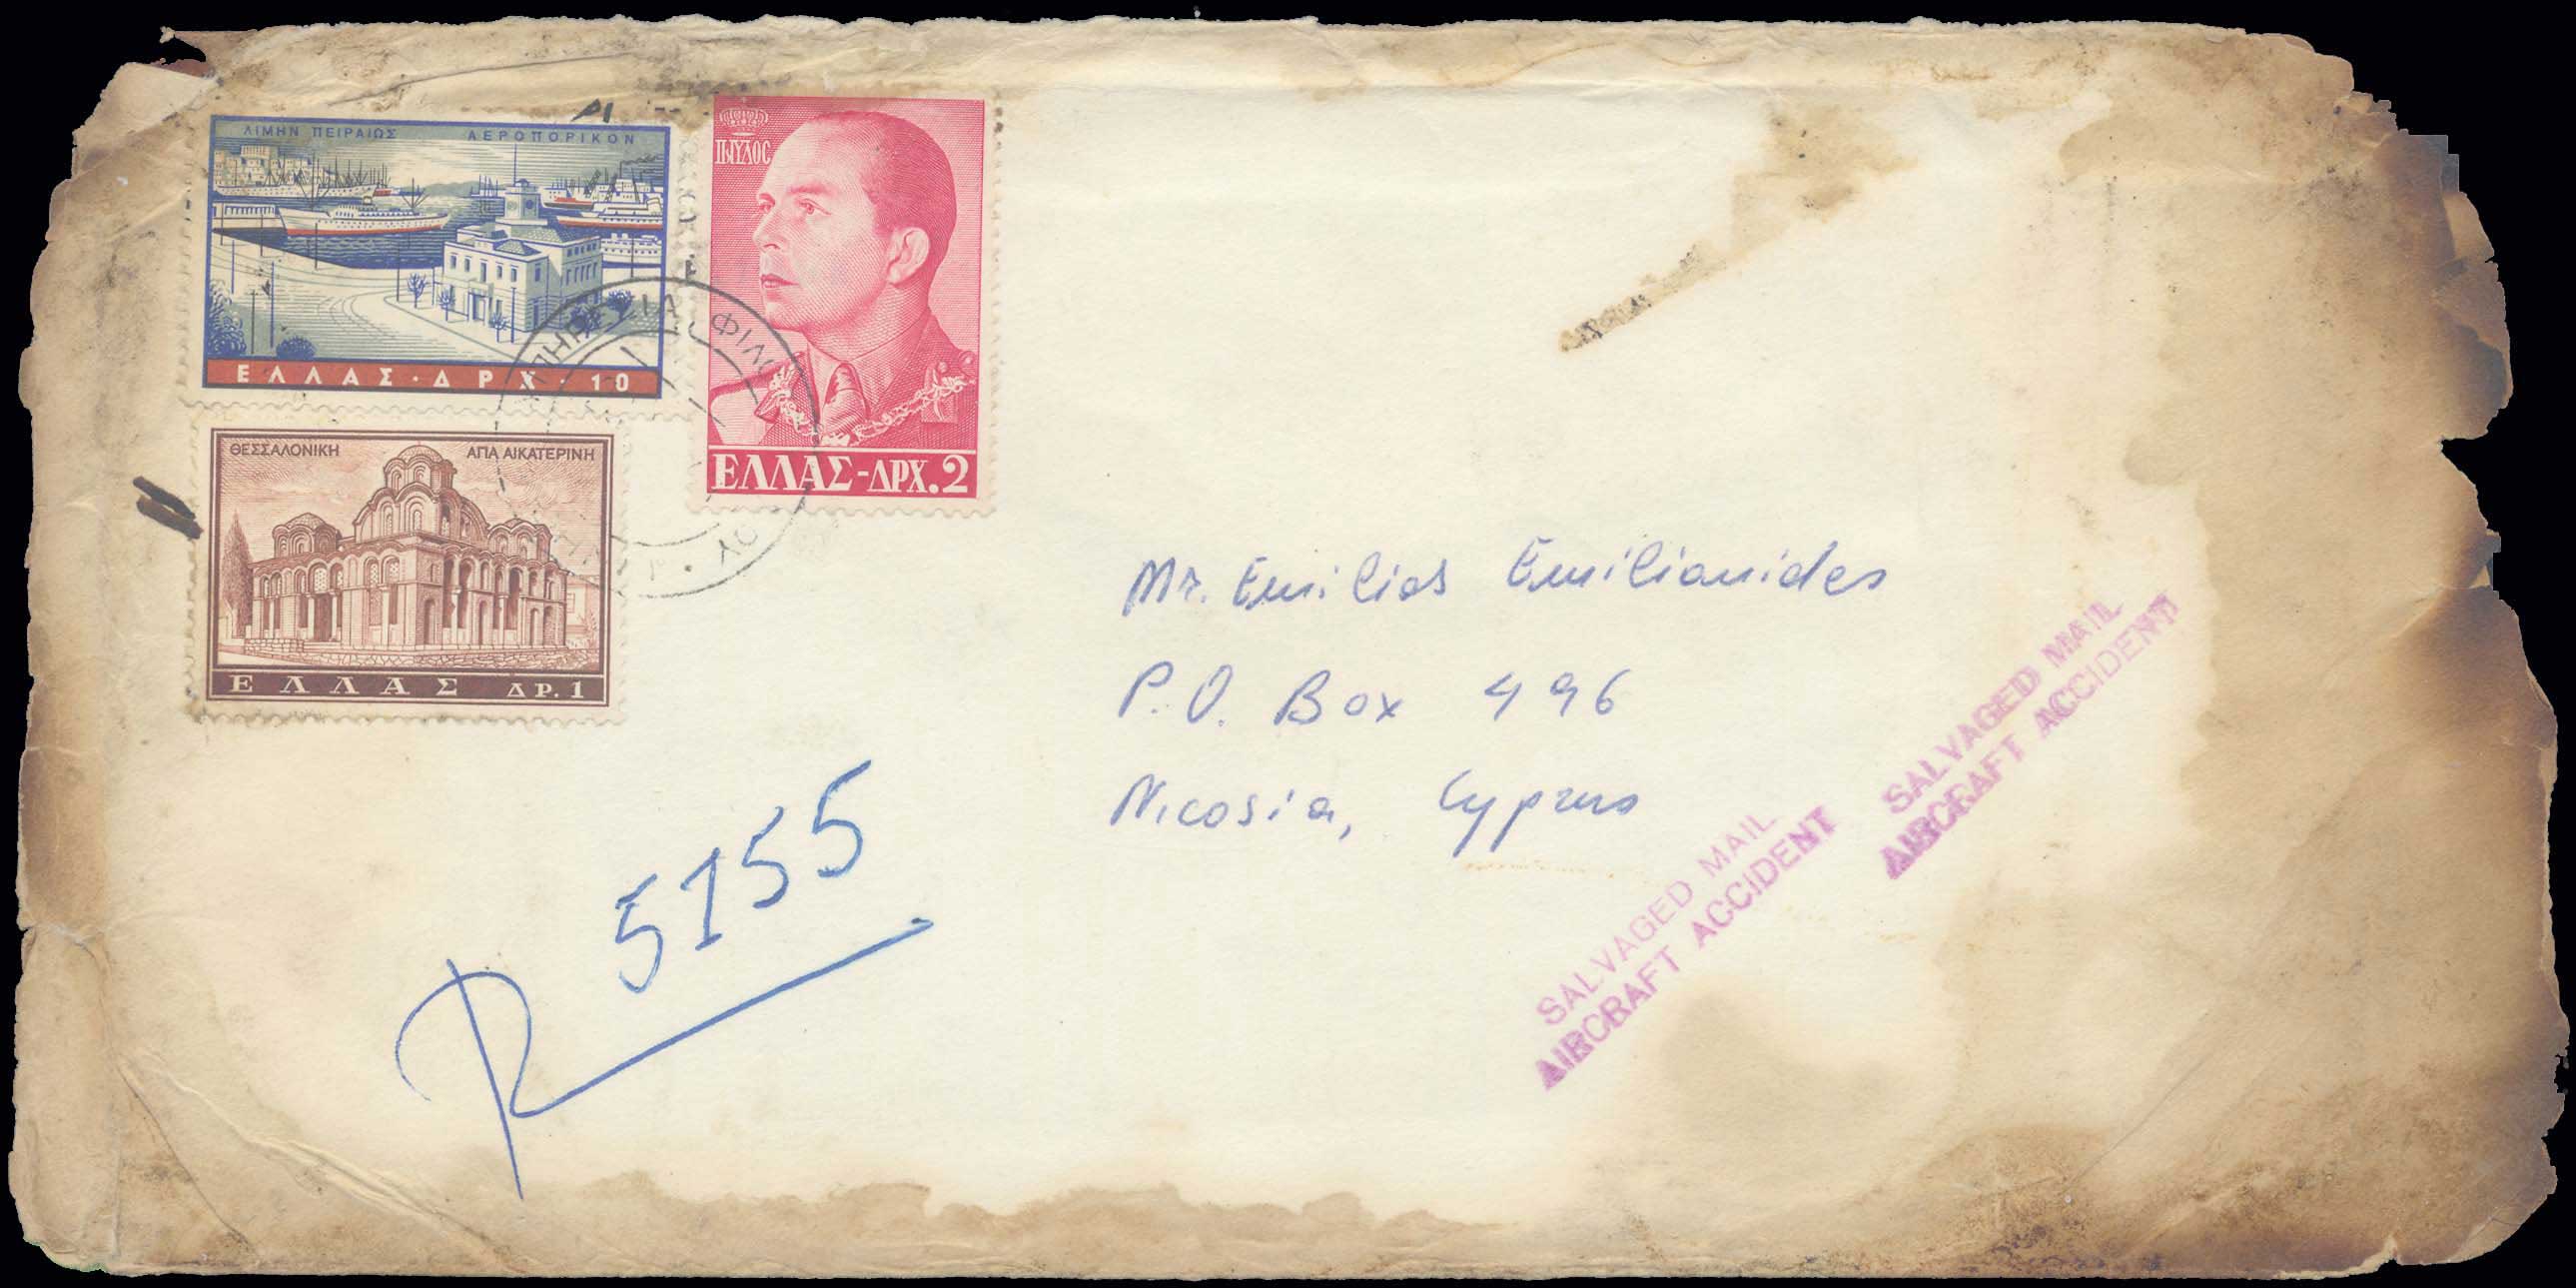 ΛΙΜΗΝ ΠΕΙΡΑΙΩΣ ΑΕΡΟΠΟΡΙΚΟΝ
ΕΛΛΑΣ·ΔΡΧ·10
ΠΑΥΛΟC
ΕΛΛΑΣ-ΔΡΧ.2
ΘΕΣΣΑΛΟΝΙΚΗ ΑΓΙΑ ΑΙΚΑΤΕΡΙΝΗ
ΕΛΛΑΣ ΔΡ.1
Mr. Emilios Emilianides
P.O. Box 496
Nicosia, Cyprus
R 5155
SALVAGED MAIL
AIRCRAFT ACCIDENT
SALVAGED MAIL
AIRCRAFT ACCIDENT